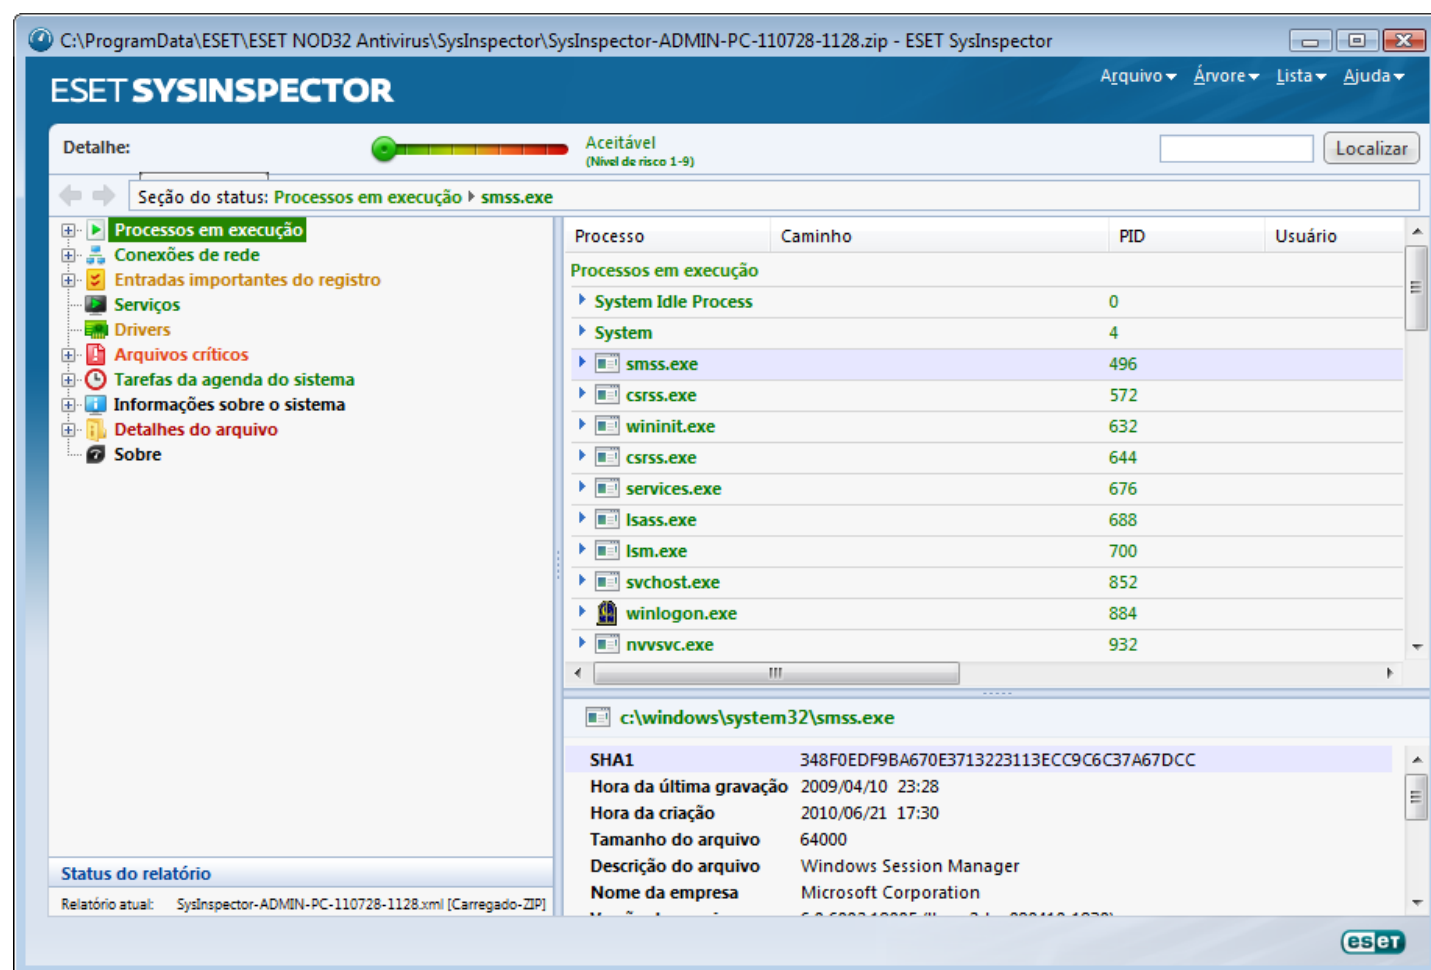 C:\ProgramData\ESET\ESET NOD32 Antivirus\SysInspector\SysInspector-ADMIN-PC-110728-1128.zip - ESET SysInspector
ESET SYSINSPECTOR
Arquivo Árvore Lista Ajuda
Detalhe:
Aceitável
(Nível de risco 1-9)
Localizar
Seção do status: Processos em execução smss.exe
Processos em execução
Conexões de rede
Entradas importantes do registro
Serviços
Drivers
Arquivos críticos
Tarefas da agenda do sistema
Informações sobre o sistema
Detalhes do arquivo
Sobre
Processo Caminho PID Usuário
Processos em execução
System Idle Process 0
System 4
smss.exe 496
csrss.exe 572
wininit.exe 632
csrss.exe 644
services.exe 676
lsass.exe 688
lsm.exe 700
svchost.exe 852
winlogon.exe 884
nvvsvc.exe 932
c:\windows\system32\smss.exe
SHA1 348F0EDF9BA670E3713223113ECC9C6C37A67DCC
Hora da última gravação 2009/04/10 23:28
Hora da criação 2010/06/21 17:30
Tamanho do arquivo 64000
Descrição do arquivo Windows Session Manager
Nome da empresa Microsoft Corporation
Status do relatório
Relatório atual: SysInspector-ADMIN-PC-110728-1128.xml [Carregado-ZIP]
eseT